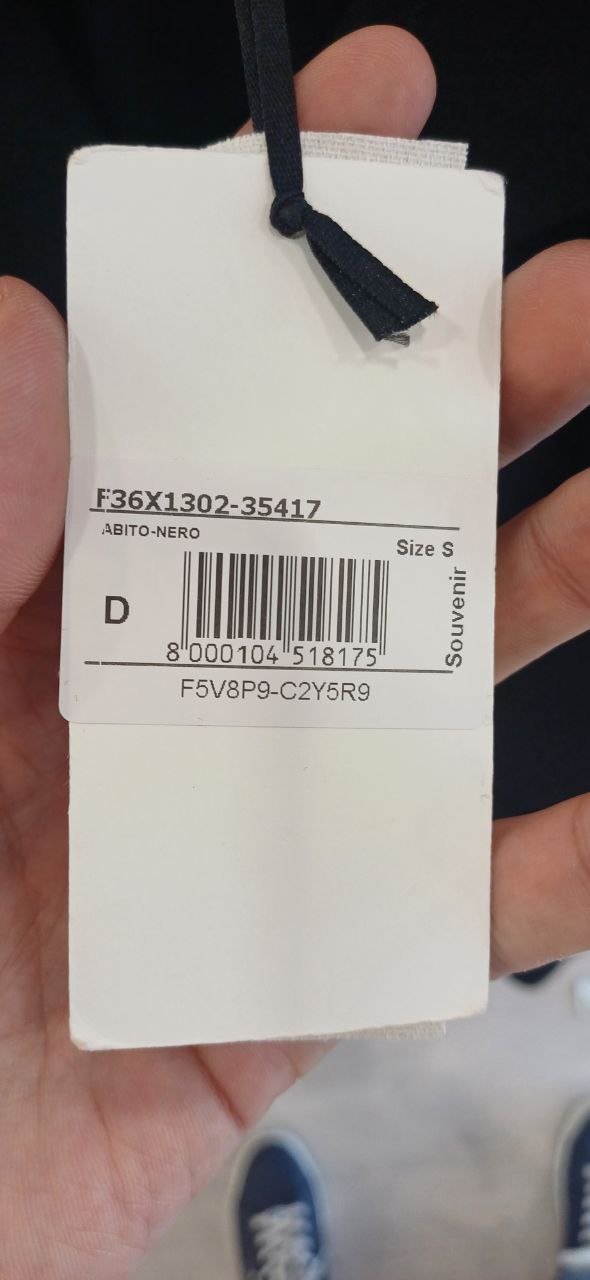 F36X1302-35417
ABITO-NERO
Size S
D
Souvenir
8 000104 518175
F5V8P9-C2Y5R9